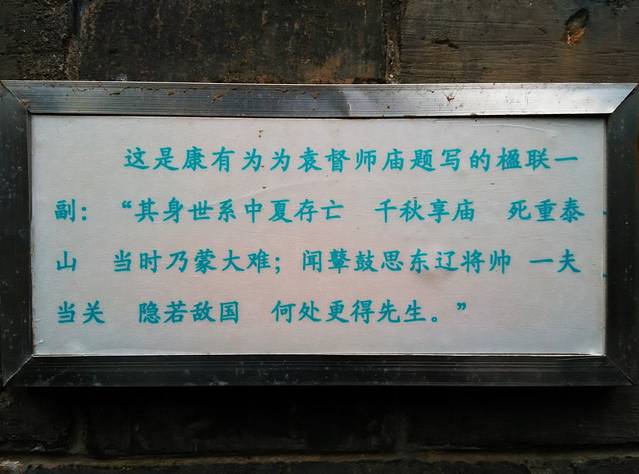 这是康有为为袁督师庙题写的楹联一
副：“其身世系中夏存亡 千秋享庙 死重泰
山 当时乃蒙大难；闻鼙鼓思东辽将帅 一夫
当关 隐若敌国 何处更得先生。”